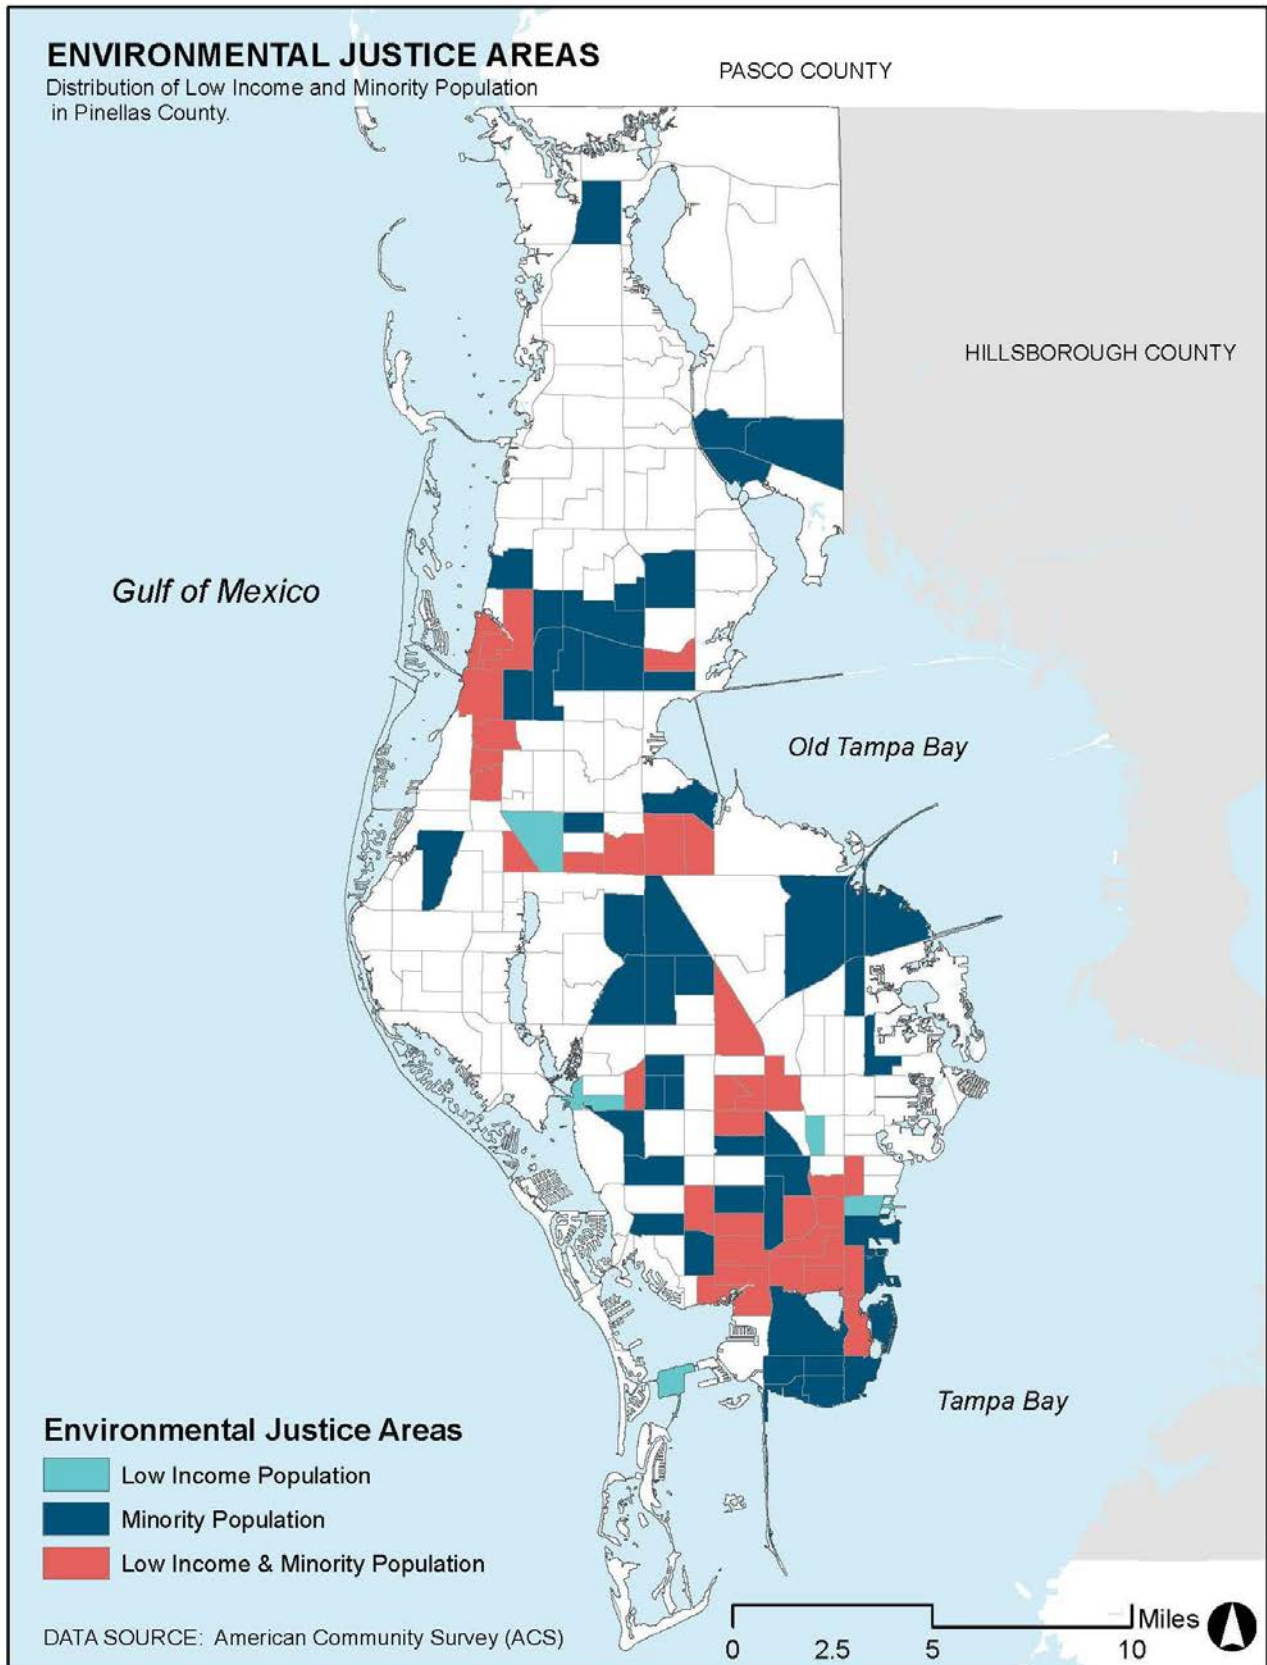 ENVIRONMENTAL JUSTICE AREAS
Distribution of Low Income and Minority Population
in Pinellas County.
PASCO COUNTY
HILLSBOROUGH COUNTY
Gulf of Mexico
Old Tampa Bay
Tampa Bay
Environmental Justice Areas
Low Income Population
Minority Population
Low Income & Minority Population
DATA SOURCE: American Community Survey (ACS)
Miles
0 2.5 5 10